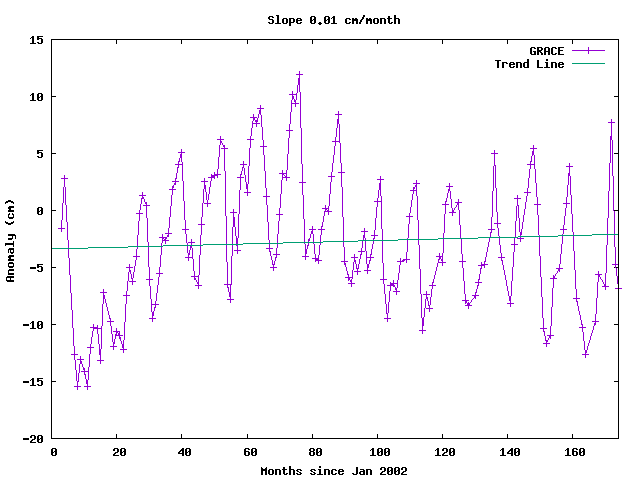 Slope 0.01 cm/month
15
10
5
0
-5
-10
-15
-20
Anomaly (cm)
GRACE
Trend Line
0 20 40 60 80 100 120 140 160
Months since Jan 2002